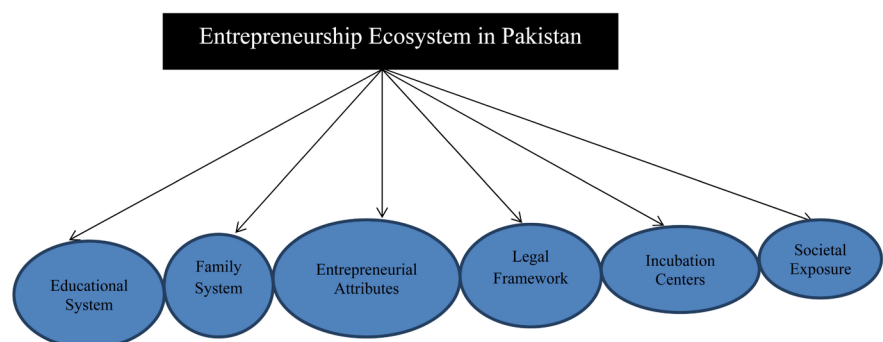 Entrepreneurship Ecosystem in Pakistan
Educational
System
Family
System
Entrepreneurial
Attributes
Legal
Framework
Incubation
Centers
Societal
Exposure